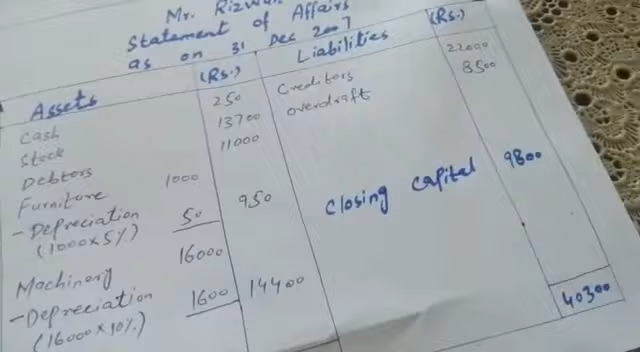 Mr. Rizwan
Statement of Affairs
as on 31 Dec 2007
Assets (Rs.) Liabilities (Rs.)
Cash 250 Creditors 22000
Stock 13700 overdraft 8500
Debtors 11000
Furniture 1000
- Depreciation 50 950 Closing capital 9800
(1000x5%)
Machinery 16000
- Depreciation 1600 14400
(16000x10%) 40300